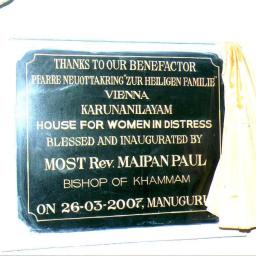 THANKS TO OUR BENEFACTOR
PFARRE NEUOTTAKRING "ZUR HEILIGEN FAMILIE"
VIENNA
KARUNANILAYAM
HOUSE FOR WOMEN IN DISTRESS
BLESSED AND INAUGURATED BY
MOST Rev. MAIPAN PAUL
BISHOP OF KHAMMAM
ON 26-03-2007, MANUGURU